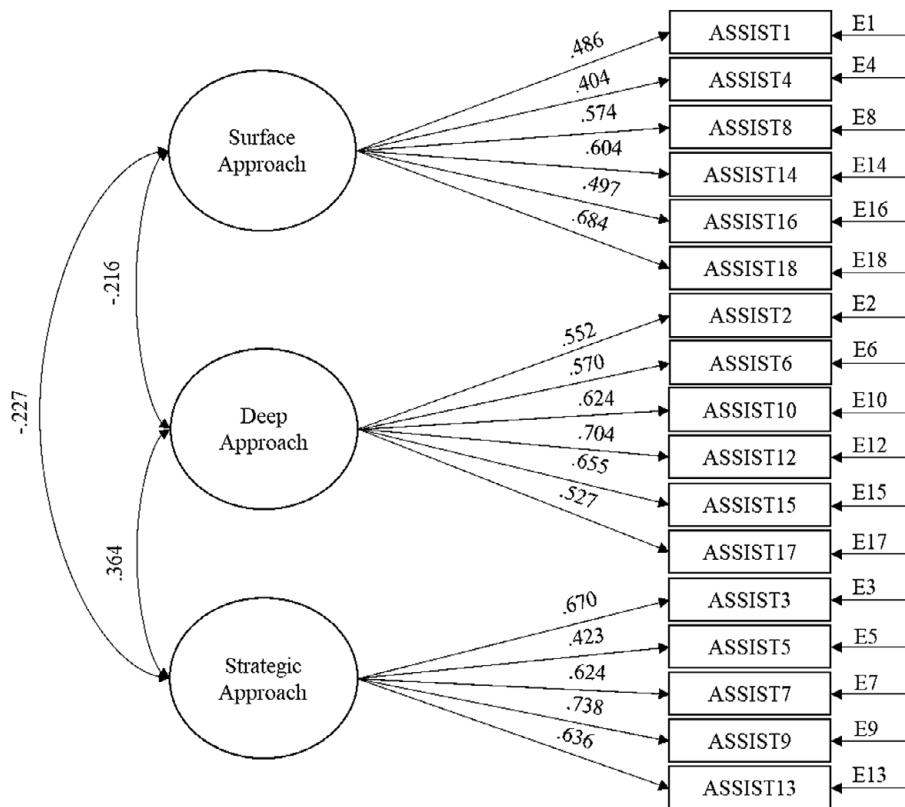 ASSIST1
E1
.486
ASSIST4
E4
.404
ASSIST8
E8
.574
Surface
Approach
ASSIST14
E14
.604
ASSIST16
E16
.497
ASSIST18
E18
.684
-.216
ASSIST2
E2
.552
ASSIST6
E6
.570
ASSIST10
E10
.624
-.227
Deep
Approach
ASSIST12
E12
.704
ASSIST15
E15
.655
ASSIST17
E17
.527
.364
ASSIST3
E3
.670
ASSIST5
E5
.423
Strategic
Approach
ASSIST7
E7
.624
ASSIST9
E9
.738
ASSIST13
E13
.636